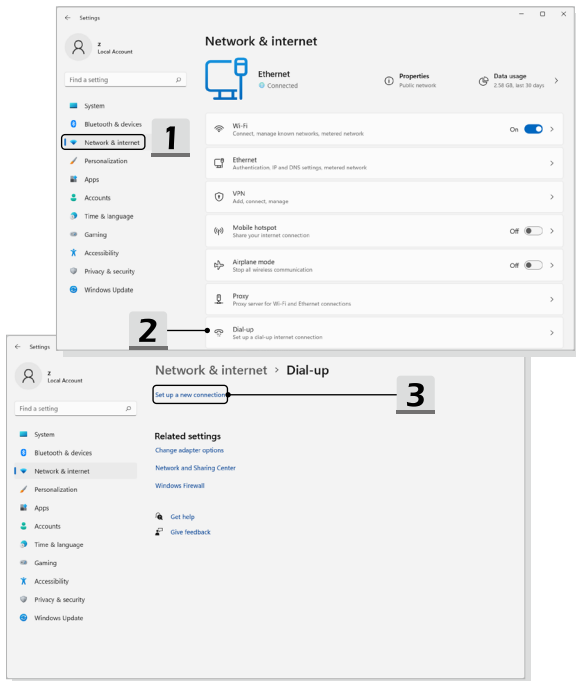 Settings
z
Local Account
Find a setting
System
Bluetooth & devices
Network & internet
Personalization
Apps
Accounts
Time & language
Gaming
Accessibility
Privacy & security
Windows Update
1
Network & internet
Ethernet
Connected
Properties
Public network
Data usage
2.58 GB, last 30 days
Wi-Fi
Connect, manage known networks, metered network
On
Ethernet
Authentication, IP and DNS settings, metered network
VPN
Add, connect, manage
Mobile hotspot
Share your internet connection
Off
Airplane mode
Stop all wireless communication
Off
Proxy
Proxy server for Wi-Fi and Ethernet connections
2
Dial-up
Set up a dial-up internet connection
Settings
z
Local Account
Find a setting
System
Bluetooth & devices
Network & internet
Personalization
Apps
Accounts
Time & language
Gaming
Accessibility
Privacy & security
Windows Update
Network & internet > Dial-up
Set up a new connection
3
Related settings
Change adapter options
Network and Sharing Center
Windows Firewall
Get help
Give feedback